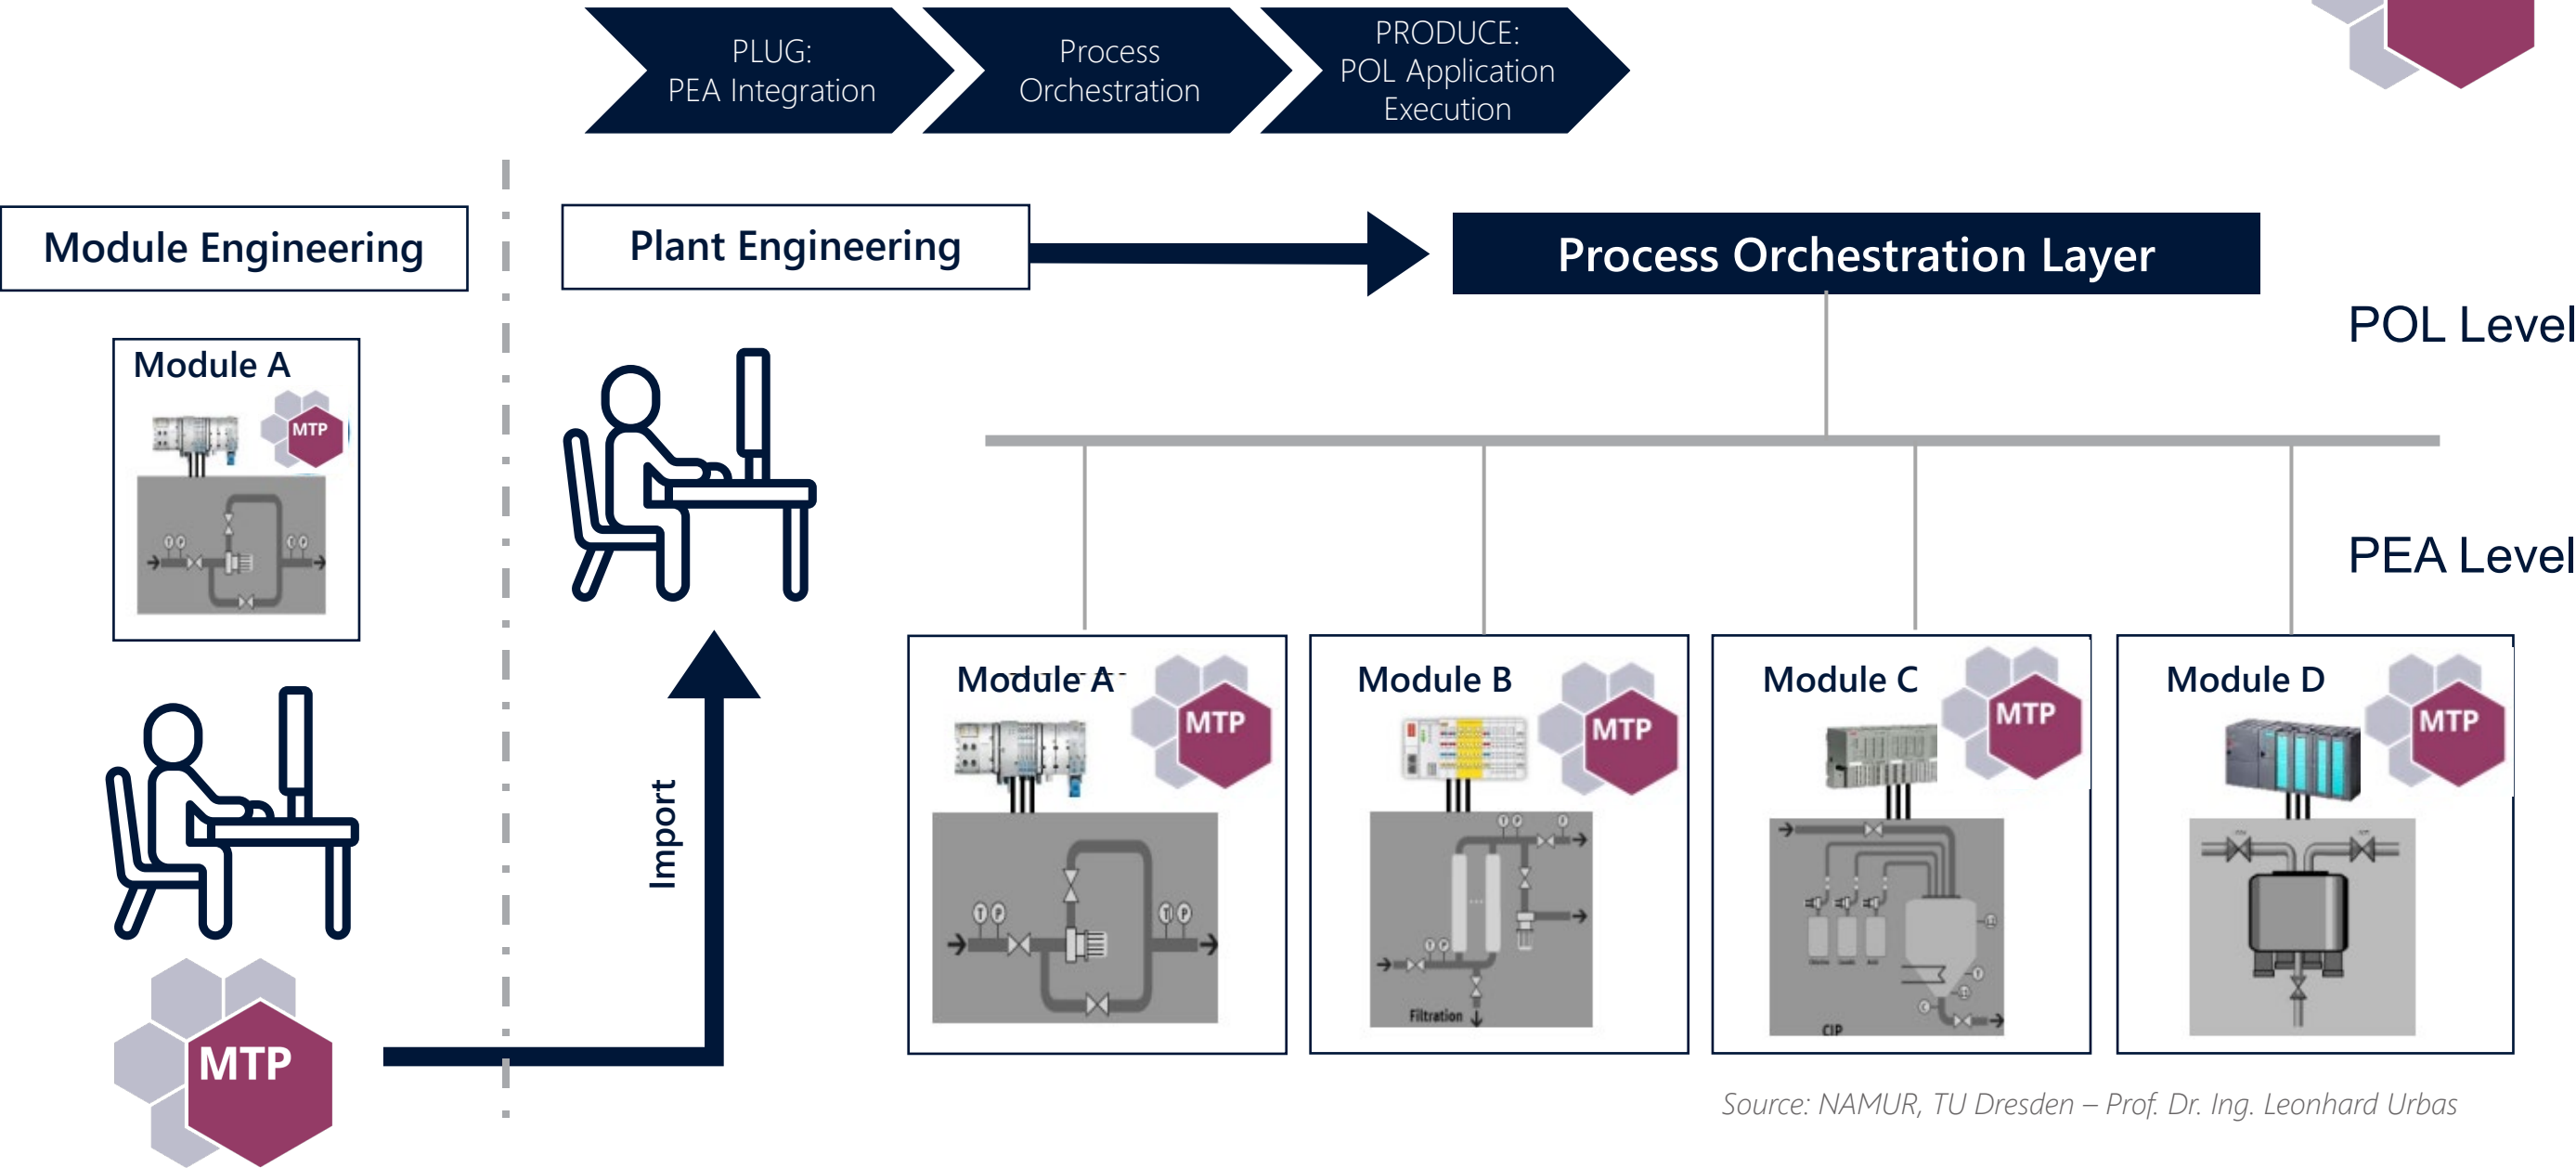 PLUG:
PEA Integration
Process
Orchestration
PRODUCE:
POL Application
Execution
Module Engineering
Plant Engineering
Process Orchestration Layer
POL Level
PEA Level
Module A
MTP
T P
T P
MTP
Import
Module A
MTP
T P
T P
Module B
MTP
T P
F
T P
Filtration
Module C
MTP
T
CIP
Module D
MTP
Source: NAMUR, TU Dresden – Prof. Dr. Ing. Leonhard Urbas